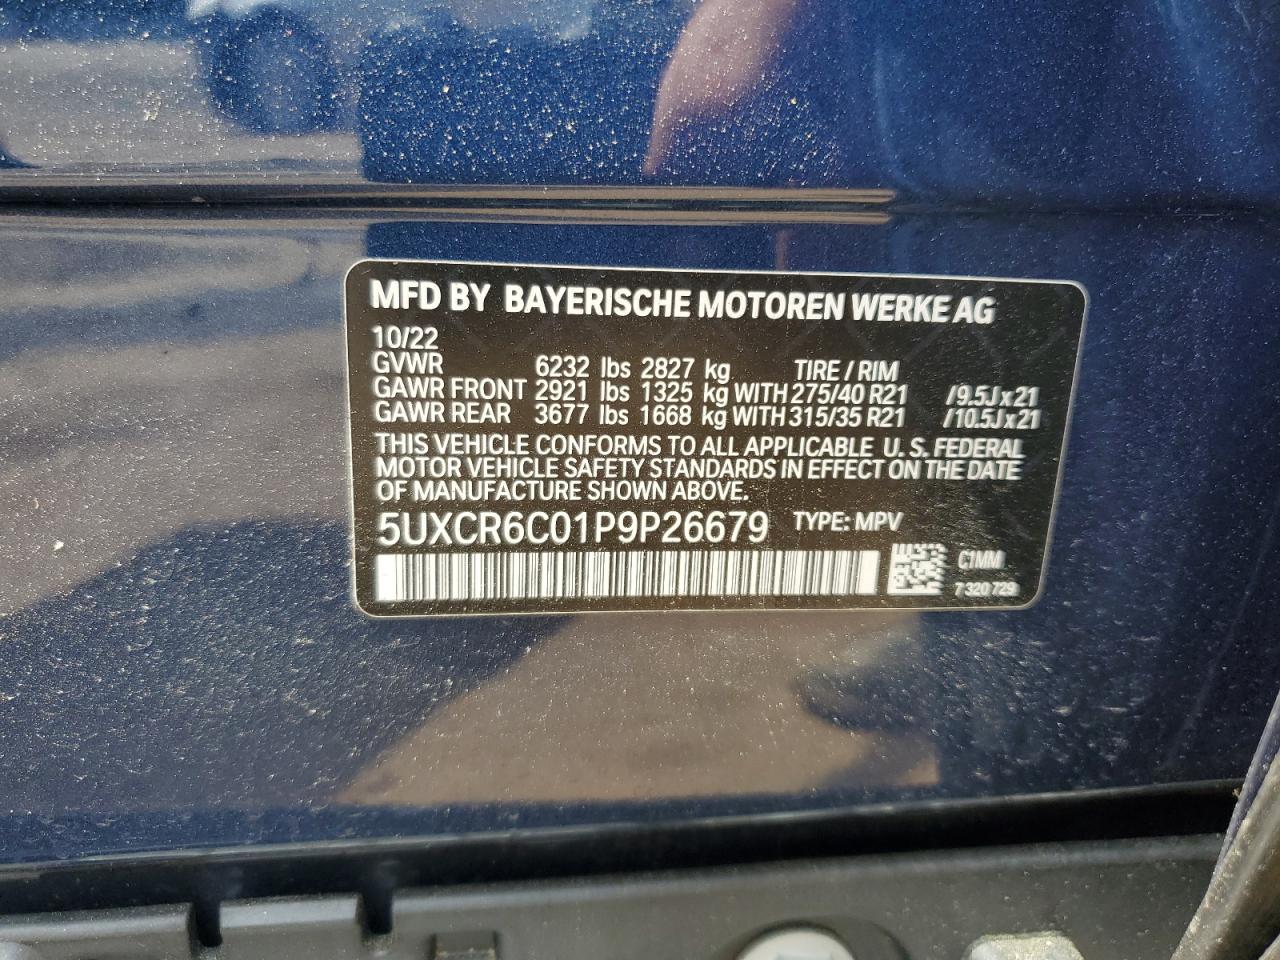 MFD BY BAYERISCHE MOTOREN WERKE AG
10/22
GVWR 6232 lbs 2827 kg TIRE / RIM
GAWR FRONT 2921 lbs 1325 kg WITH 275/40 R21 /9.5Jx21
GAWR REAR 3677 lbs 1668 kg WITH 315/35 R21 /10.5Jx21
THIS VEHICLE CONFORMS TO ALL APPLICABLE U.S. FEDERAL
MOTOR VEHICLE SAFETY STANDARDS IN EFFECT ON THE DATE
OF MANUFACTURE SHOWN ABOVE.
5UXCR6C01P9P26679 TYPE: MPV
C1MM
7 320 729